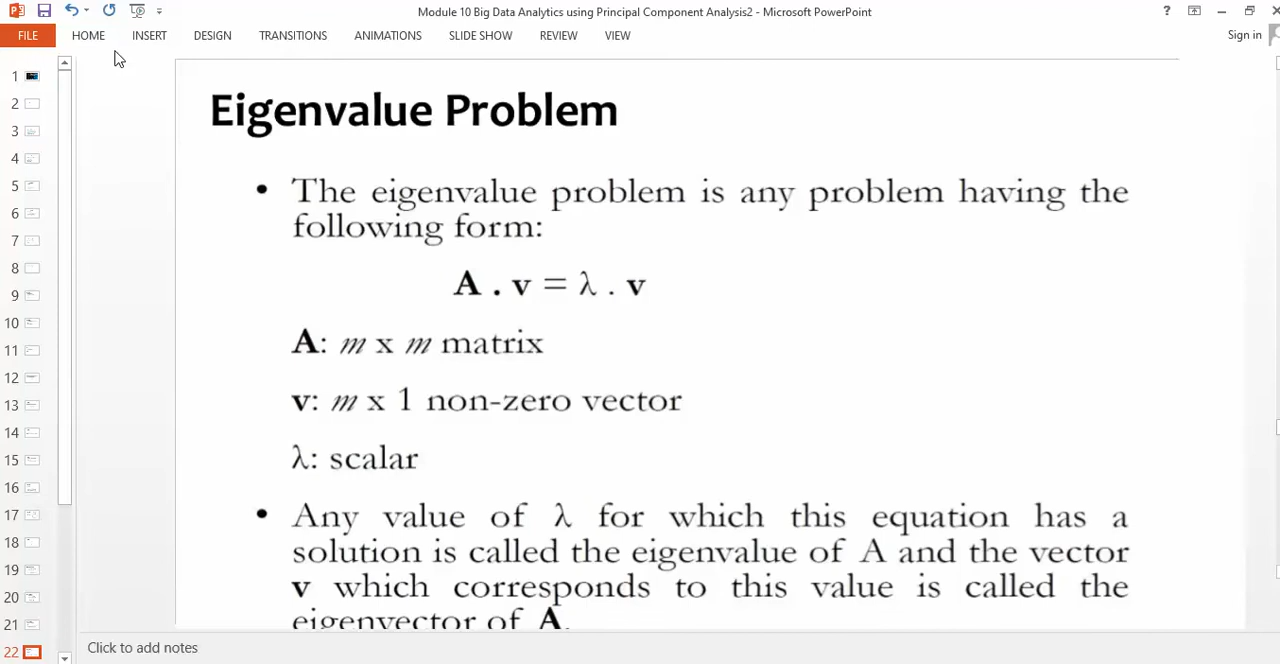 Module 10 Big Data Analytics using Principal Component Analysis2 - Microsoft PowerPoint
?
FILE HOME INSERT DESIGN TRANSITIONS ANIMATIONS SLIDE SHOW REVIEW VIEW
Sign in
1
2
3
4
5
6
7
8
9
10
11
12
13
14
15
16
17
18
19
20
21
22
Eigenvalue Problem
• The eigenvalue problem is any problem having the
following form:
A . v = λ . v
A: m x m matrix
v: m x 1 non-zero vector
λ: scalar
• Any value of λ for which this equation has a
solution is called the eigenvalue of A and the vector
v which corresponds to this value is called the
eigenvector of A.
Click to add notes